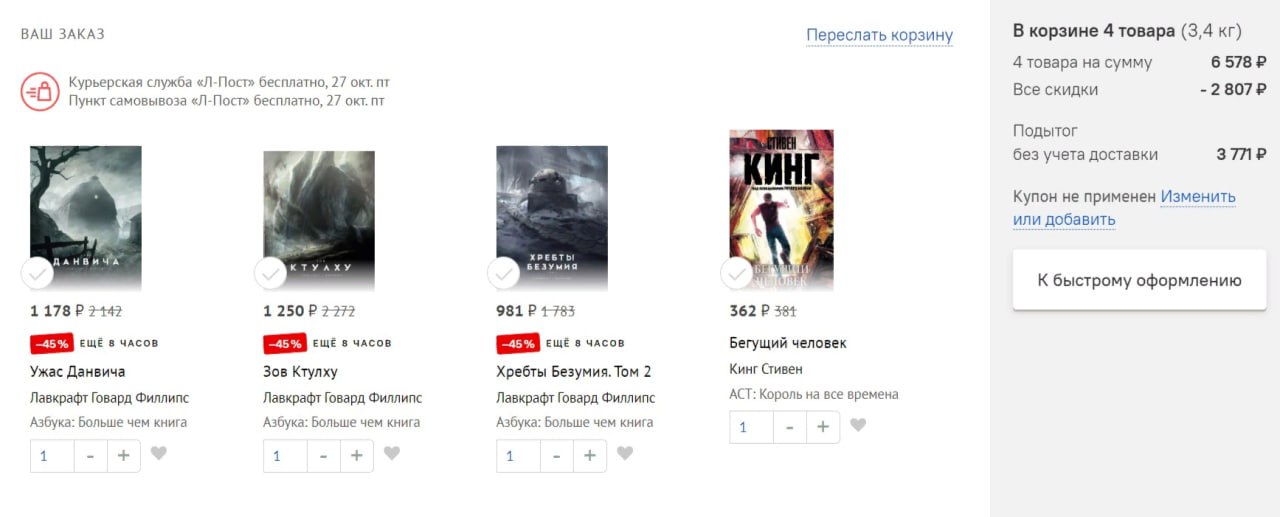 ВАШ ЗАКАЗ
Переслать корзину
Курьерская служба «Л-Пост» бесплатно, 27 окт. пт
Пункт самовывоза «Л-Пост» бесплатно, 27 окт. пт
ДАНВИЧА
КТУЛХУ
ХРЕБТЫ
БЕЗУМИЯ
СТИВЕН
КИНГ
БЕГУЩИЙ
ЧЕЛОВЕК
1 178 ₽ 2 142
–45% ЕЩЁ 8 ЧАСОВ
Ужас Данвича
Лавкрафт Говард Филлипс
Азбука: Больше чем книга
1 - +
1 250 ₽ 2 272
–45% ЕЩЁ 8 ЧАСОВ
Зов Ктулху
Лавкрафт Говард Филлипс
Азбука: Больше чем книга
1 - +
981 ₽ 1 783
–45% ЕЩЁ 8 ЧАСОВ
Хребты Безумия. Том 2
Лавкрафт Говард Филлипс
Азбука: Больше чем книга
1 - +
362 ₽ 381
Бегущий человек
Кинг Стивен
АСТ: Король на все времена
1 - +
В корзине 4 товара (3,4 кг)
4 товара на сумму 6 578 ₽
Все скидки - 2 807 ₽
Подытог
без учета доставки 3 771 ₽
Купон не применен Изменить
или добавить
К быстрому оформлению